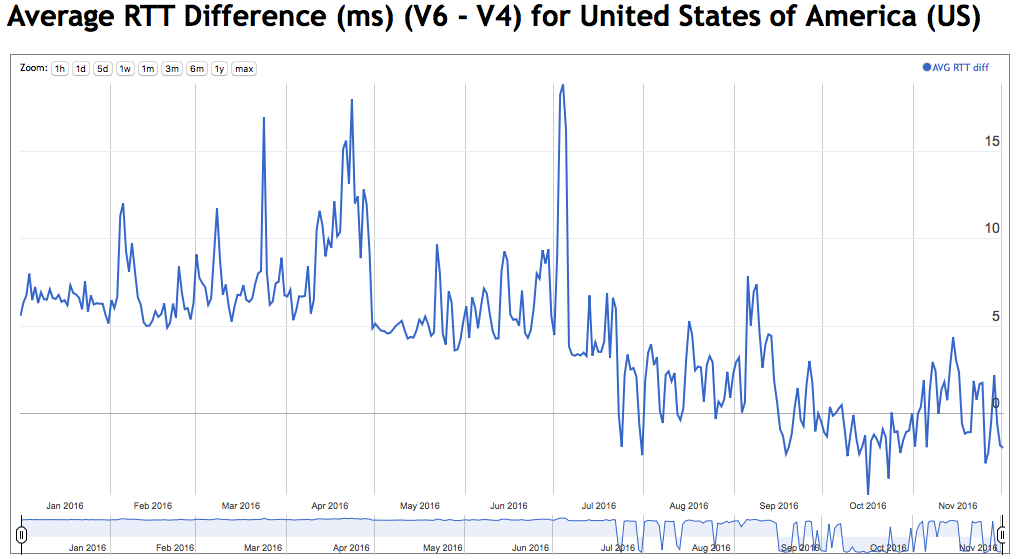 Average RTT Difference (ms) (V6 - V4) for United States of America (US)
Zoom: 1h 1d 5d 1w 1m 3m 6m 1y max
AVG RTT diff
15
10
5
0
Jan 2016 Feb 2016 Mar 2016 Apr 2016 May 2016 Jun 2016 Jul 2016 Aug 2016 Sep 2016 Oct 2016 Nov 2016
Jan 2016 Feb 2016 Mar 2016 Apr 2016 May 2016 Jun 2016 Jul 2016 Aug 2016 Sep 2016 Oct 2016 Nov 2016